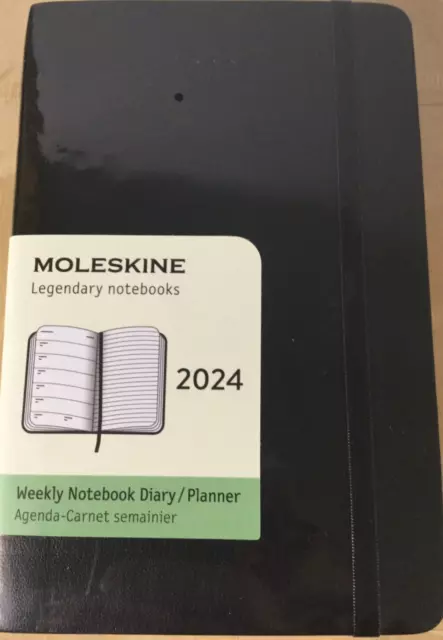 MOLESKINE
Legendary notebooks
2024
Weekly Notebook Diary/Planner
Agenda-Carnet semainier